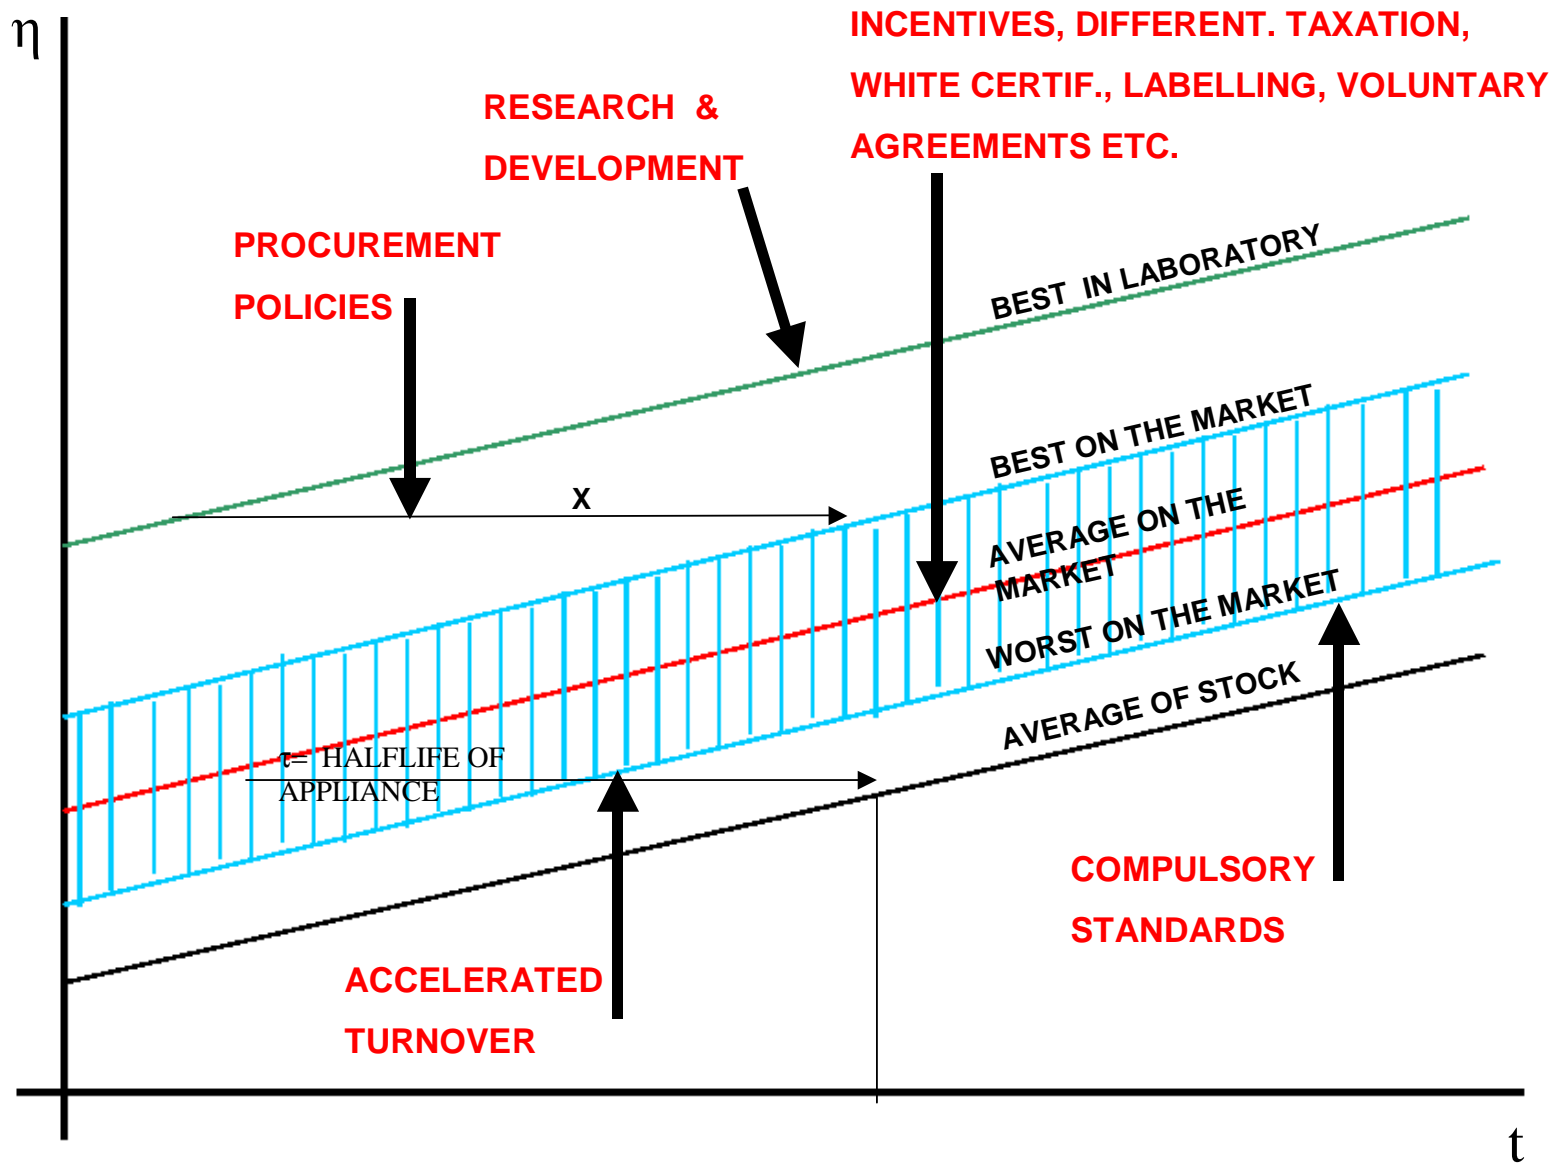 η
INCENTIVES, DIFFERENT. TAXATION,
WHITE CERTIF., LABELLING, VOLUNTARY
AGREEMENTS ETC.
RESEARCH &
DEVELOPMENT
PROCUREMENT
POLICIES
BEST IN LABORATORY
BEST ON THE MARKET
X
AVERAGE ON THE
MARKET
WORST ON THE MARKET
AVERAGE OF STOCK
τ= HALFLIFE OF
APPLIANCE
COMPULSORY
STANDARDS
ACCELERATED
TURNOVER
t